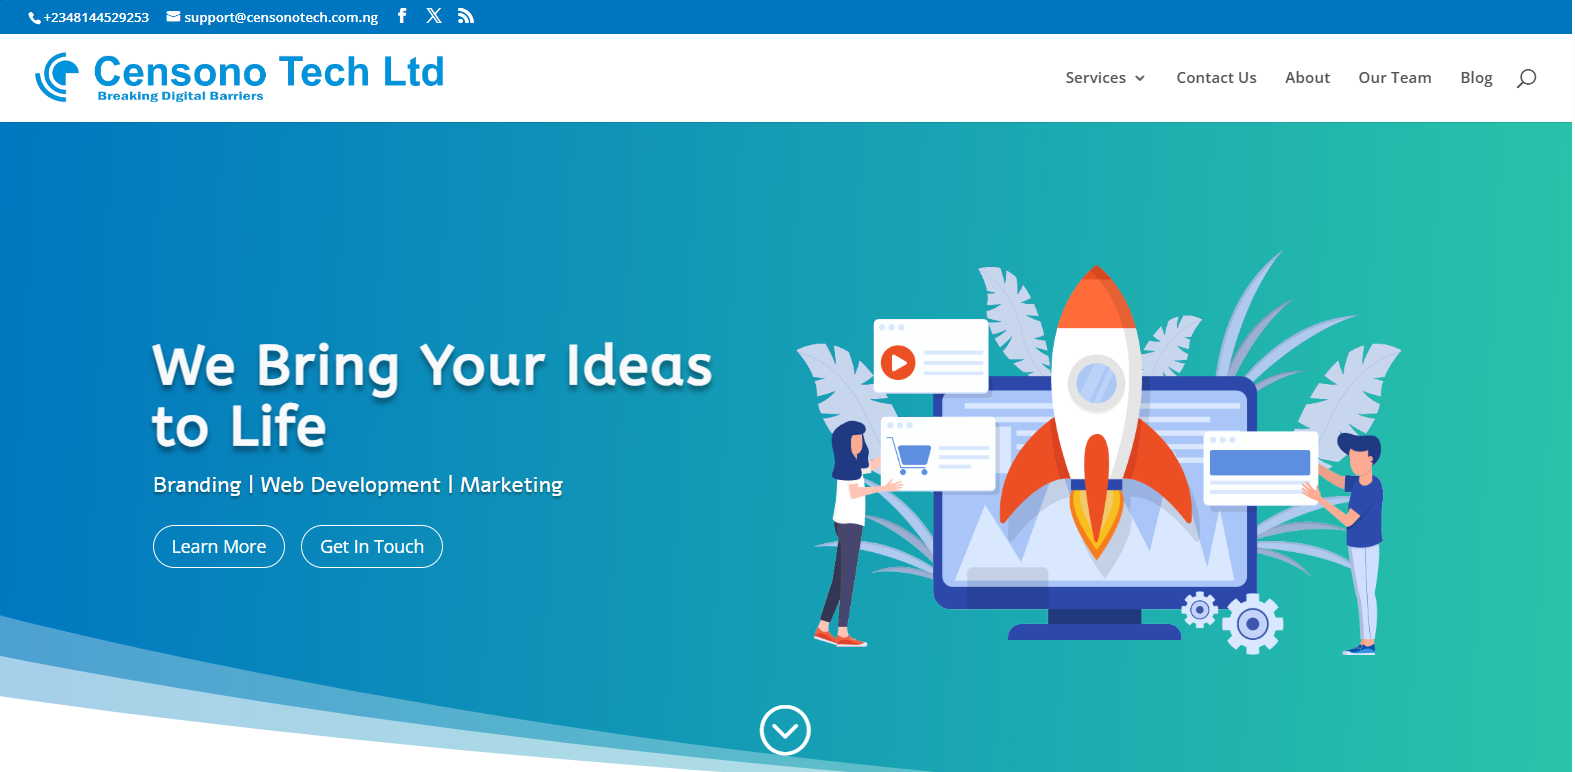 +2348144529253 support@censonotech.com.ng
Censono Tech Ltd
Breaking Digital Barriers
Services Contact Us About Our Team Blog
We Bring Your Ideas
to Life
Branding | Web Development | Marketing
Learn More Get In Touch